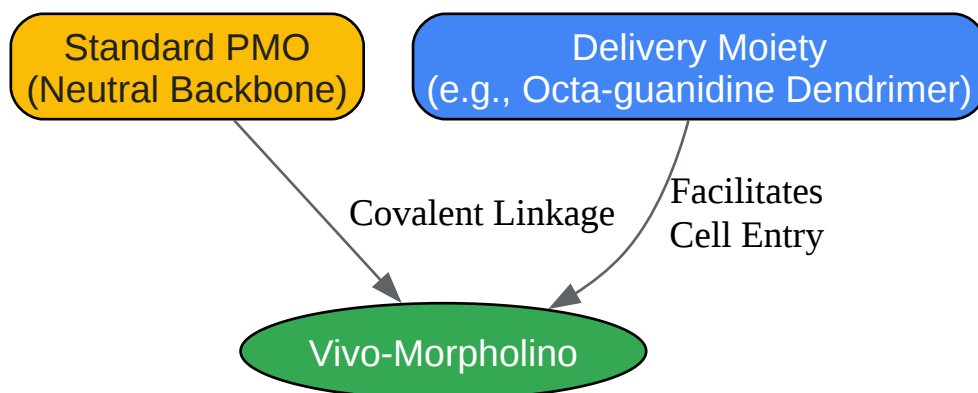 Standard PMO
(Neutral Backbone)
Delivery Moiety
(e.g., Octa-guanidine Dendrimer)
Covalent Linkage
Facilitates
Cell Entry
Vivo-Morpholino